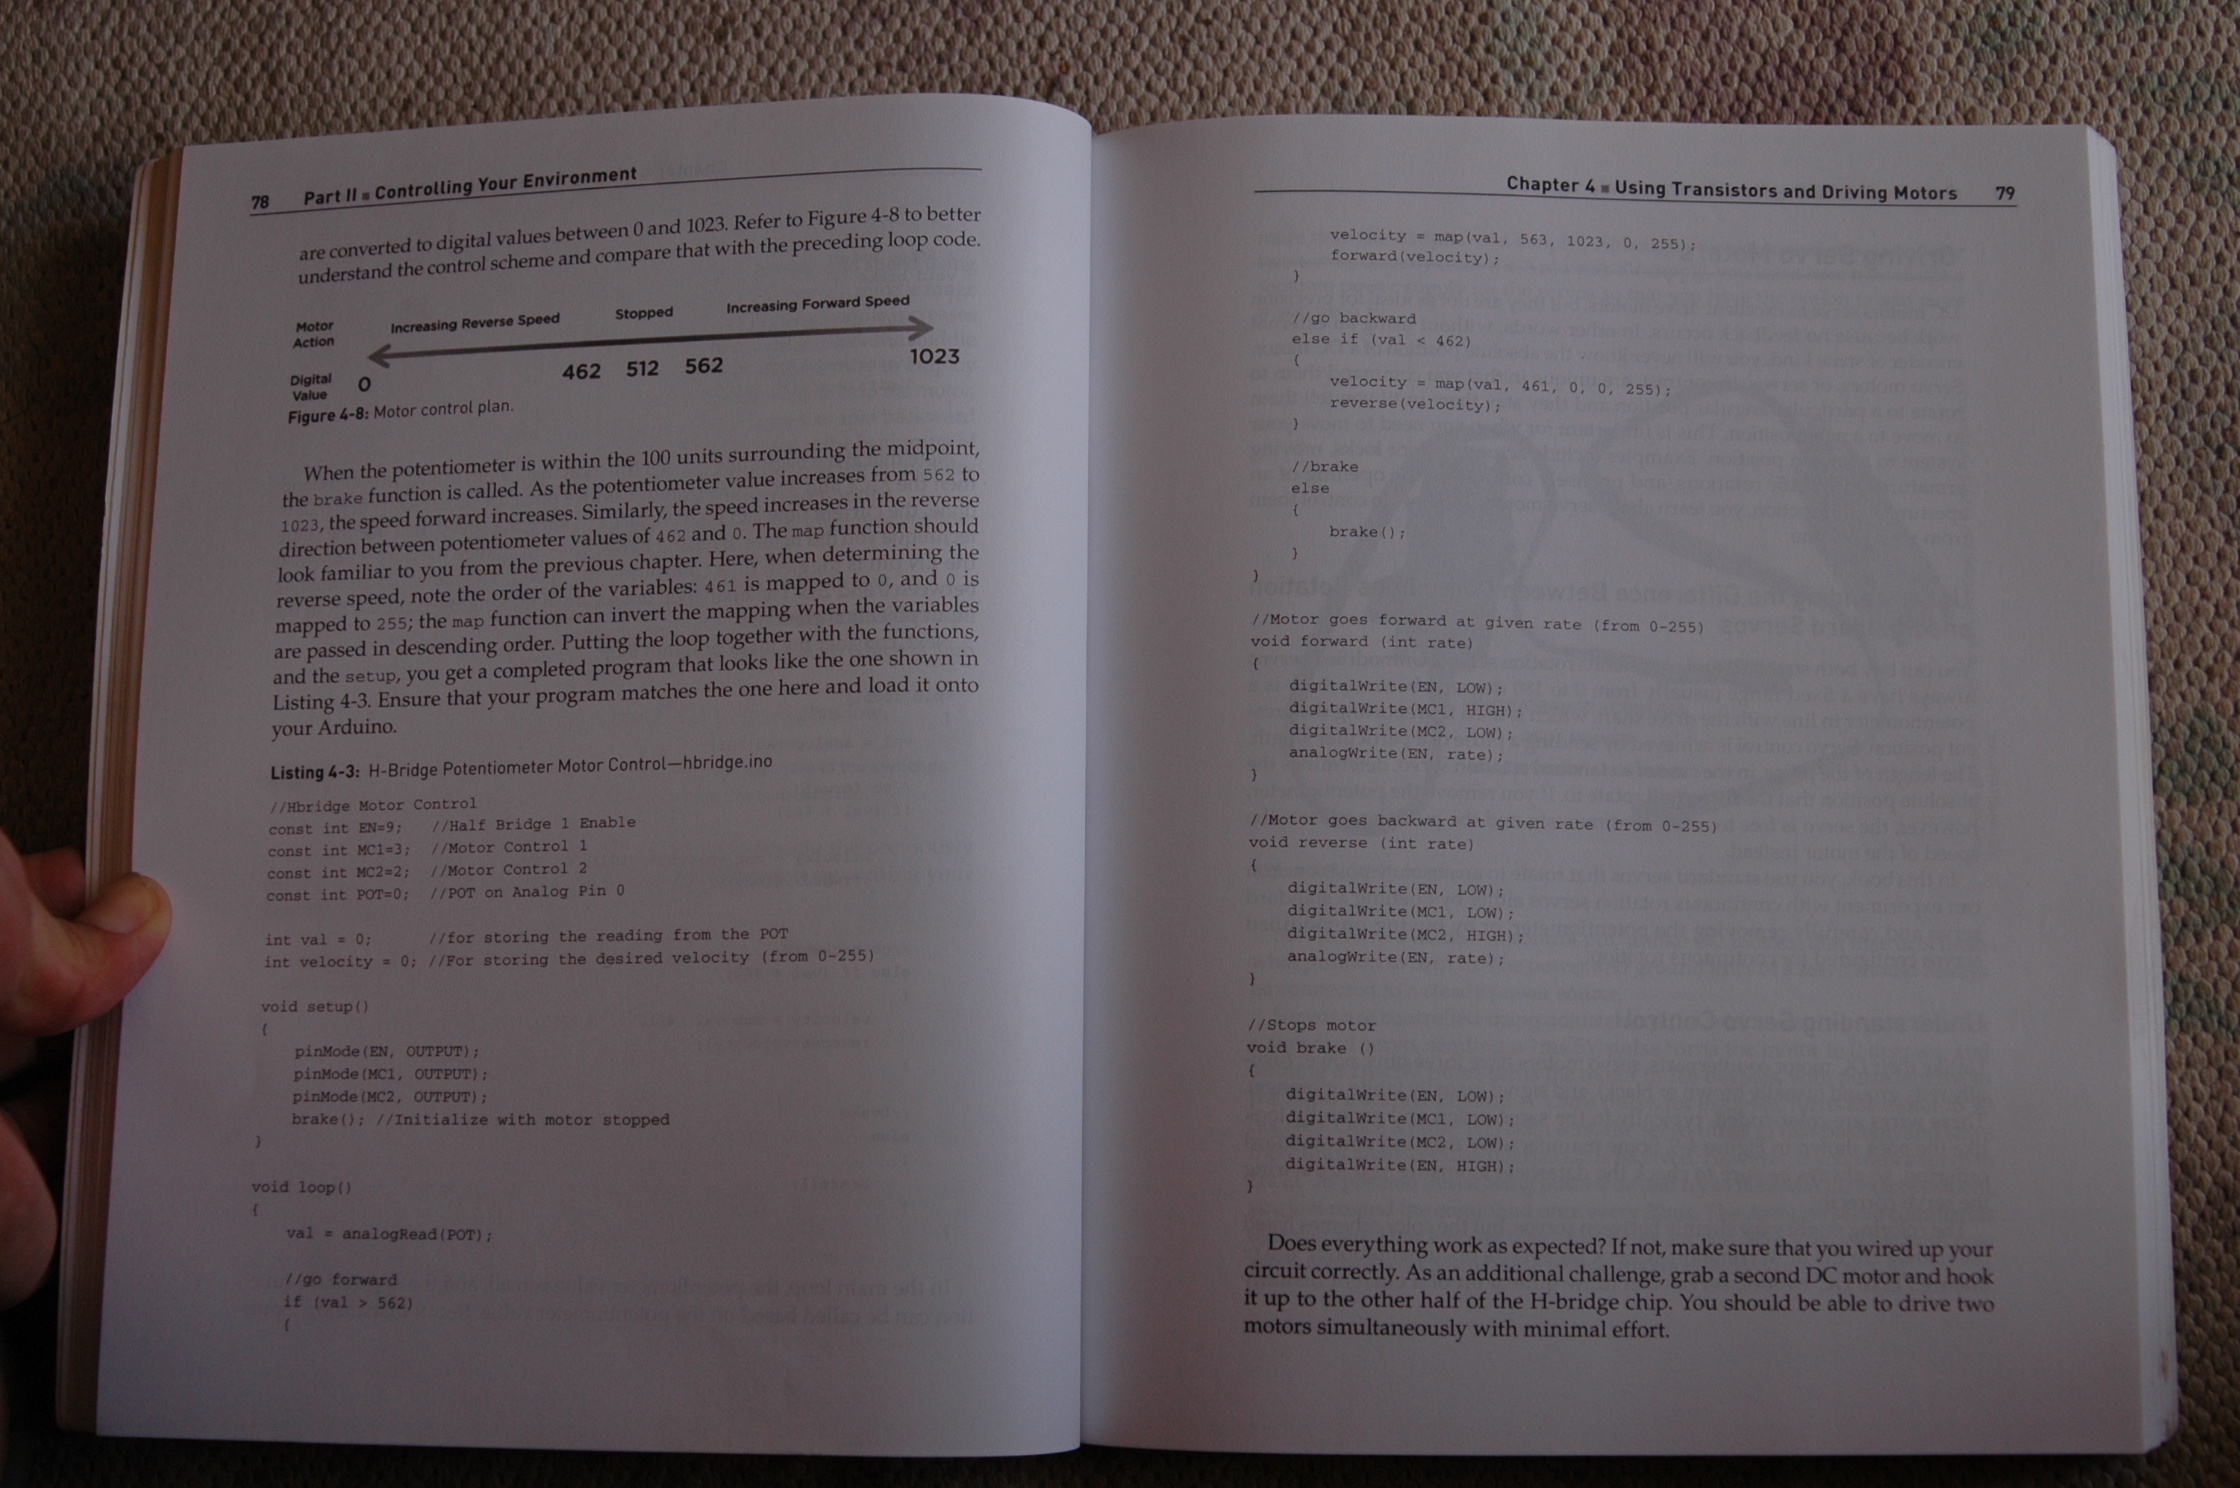 78 Part II ■ Controlling Your Environment
are converted to digital values between 0 and 1023. Refer to Figure 4-8 to better
understand the control scheme and compare that with the preceding loop code.
Motor
Action
Increasing Reverse Speed
Stopped
Increasing Forward Speed
Digital
Value
0
462 512 562
1023
Figure 4-8: Motor control plan.
When the potentiometer is within the 100 units surrounding the midpoint,
the brake function is called. As the potentiometer value increases from 562 to
1023, the speed forward increases. Similarly, the speed increases in the reverse
direction between potentiometer values of 462 and 0. The map function should
look familiar to you from the previous chapter. Here, when determining the
reverse speed, note the order of the variables: 461 is mapped to 0, and 0 is
mapped to 255; the map function can invert the mapping when the variables
are passed in descending order. Putting the loop together with the functions,
and the setup, you get a completed program that looks like the one shown in
Listing 4-3. Ensure that your program matches the one here and load it onto
your Arduino.
Listing 4-3: H-Bridge Potentiometer Motor Control—hbridge.ino
//Hbridge Motor Control
const int EN=9; //Half Bridge 1 Enable
const int MC1=3; //Motor Control 1
const int MC2=2; //Motor Control 2
const int POT=0; //POT on Analog Pin 0
int val = 0; //for storing the reading from the POT
int velocity = 0; //For storing the desired velocity (from 0-255)
void setup()
{
pinMode(EN, OUTPUT);
pinMode(MC1, OUTPUT);
pinMode(MC2, OUTPUT);
brake(); //Initialize with motor stopped
}
void loop()
{
val = analogRead(POT);
//go forward
if (val > 562)
{
Chapter 4 ■ Using Transistors and Driving Motors 79
velocity = map(val, 563, 1023, 0, 255);
forward(velocity);
}
//go backward
else if (val < 462)
{
velocity = map(val, 461, 0, 0, 255);
reverse(velocity);
}
//brake
else
{
brake();
}
}
//Motor goes forward at given rate (from 0-255)
void forward (int rate)
{
digitalWrite(EN, LOW);
digitalWrite(MC1, HIGH);
digitalWrite(MC2, LOW);
analogWrite(EN, rate);
}
//Motor goes backward at given rate (from 0-255)
void reverse (int rate)
{
digitalWrite(EN, LOW);
digitalWrite(MC1, LOW);
digitalWrite(MC2, HIGH);
analogWrite(EN, rate);
}
//Stops motor
void brake ()
{
digitalWrite(EN, LOW);
digitalWrite(MC1, LOW);
digitalWrite(MC2, LOW);
digitalWrite(EN, HIGH);
}
Does everything work as expected? If not, make sure that you wired up your
circuit correctly. As an additional challenge, grab a second DC motor and hook
it up to the other half of the H-bridge chip. You should be able to drive two
motors simultaneously with minimal effort.